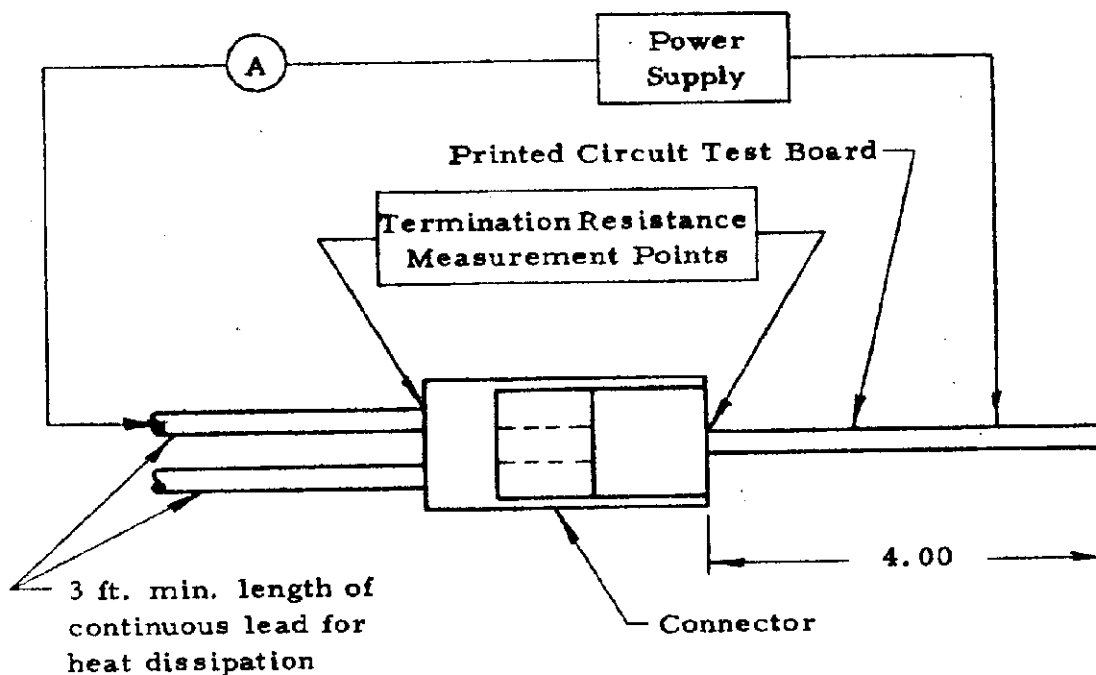 A
Power
Supply
Printed Circuit Test Board
Termination Resistance
Measurement Points
4.00
3 ft. min. length of
continuous lead for
heat dissipation
Connector